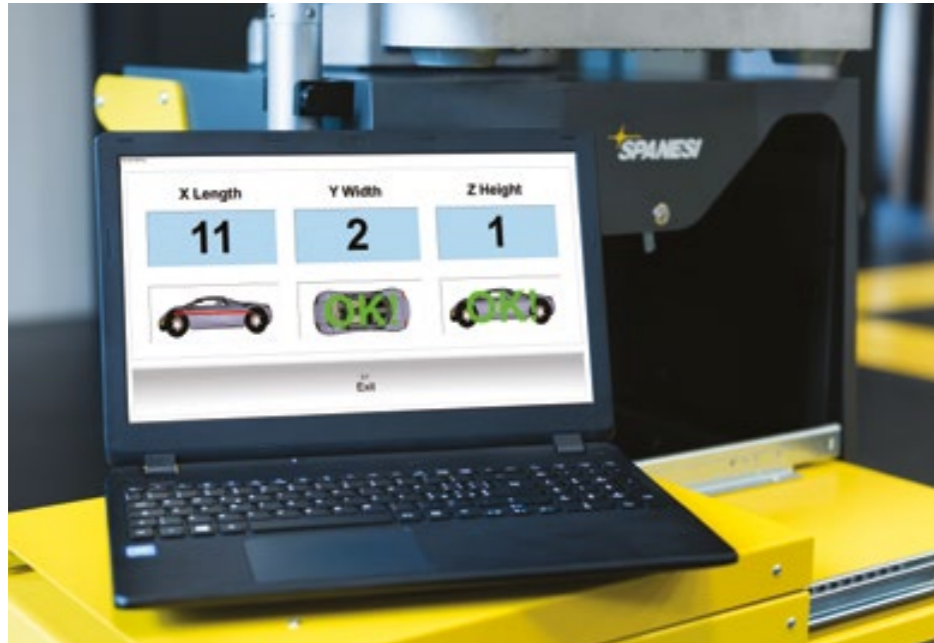 SPANESI
X Length
Y Width
Z Height
11
2
1
OK!
OK!
Exit